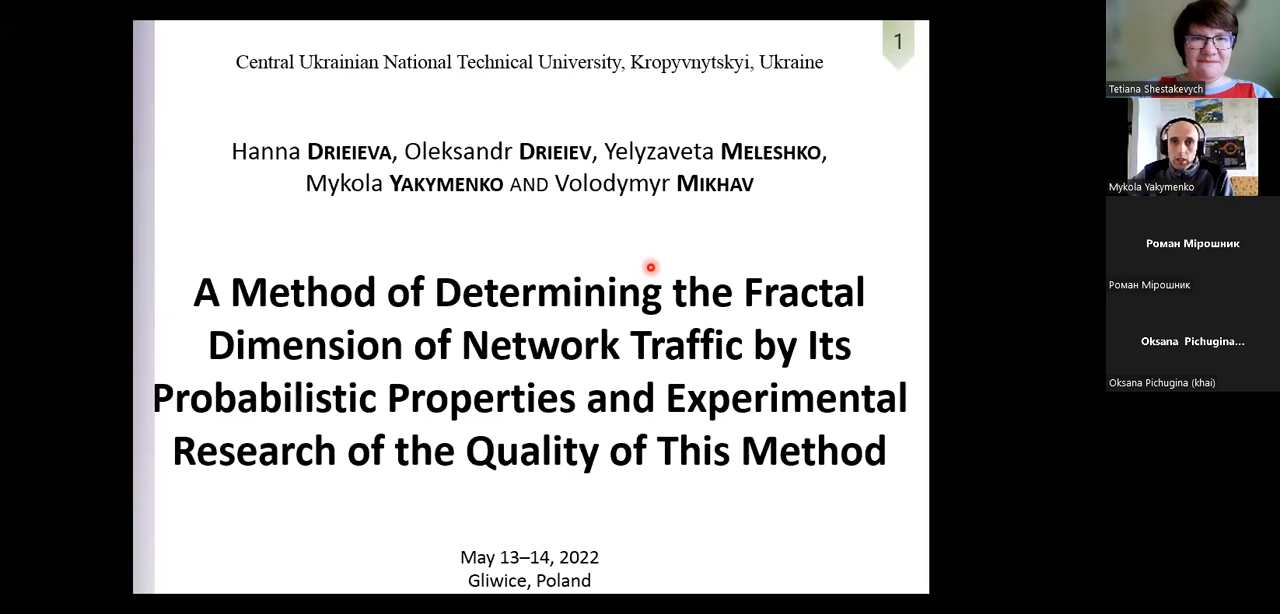 1
Central Ukrainian National Technical University, Kropyvnytskyi, Ukraine
Hanna DRIEIEVA, Oleksandr DRIEIEV, Yelyzaveta MELESHKO,
Mykola YAKYMENKO AND Volodymyr MIKHAV
A Method of Determining the Fractal
Dimension of Network Traffic by Its
Probabilistic Properties and Experimental
Research of the Quality of This Method
May 13–14, 2022
Gliwice, Poland
Tetiana Shestakevych
Mykola Yakymenko
Роман Мірошник
Роман Мірошник
Oksana Pichugina...
Oksana Pichugina (khai)